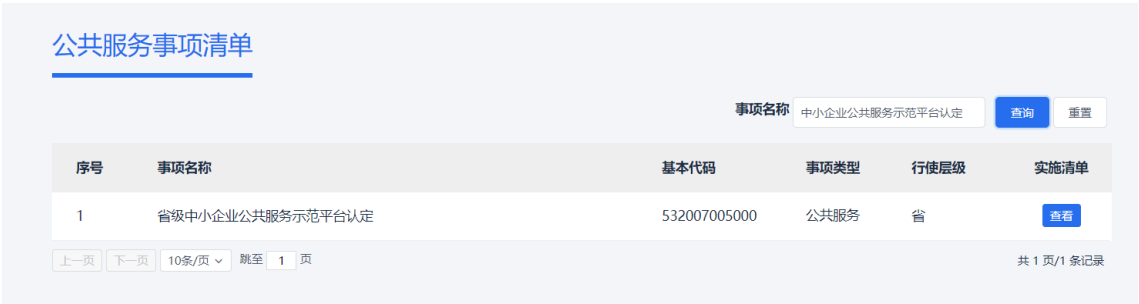 公共服务事项清单
事项名称 中小企业公共服务示范平台认定 查询 重置
序号 事项名称 基本代码 事项类型 行使层级 实施清单
1 省级中小企业公共服务示范平台认定 532007005000 公共服务 省 查看
上一页 下一页 10条/页 跳至 1 页 共 1 页/1 条记录